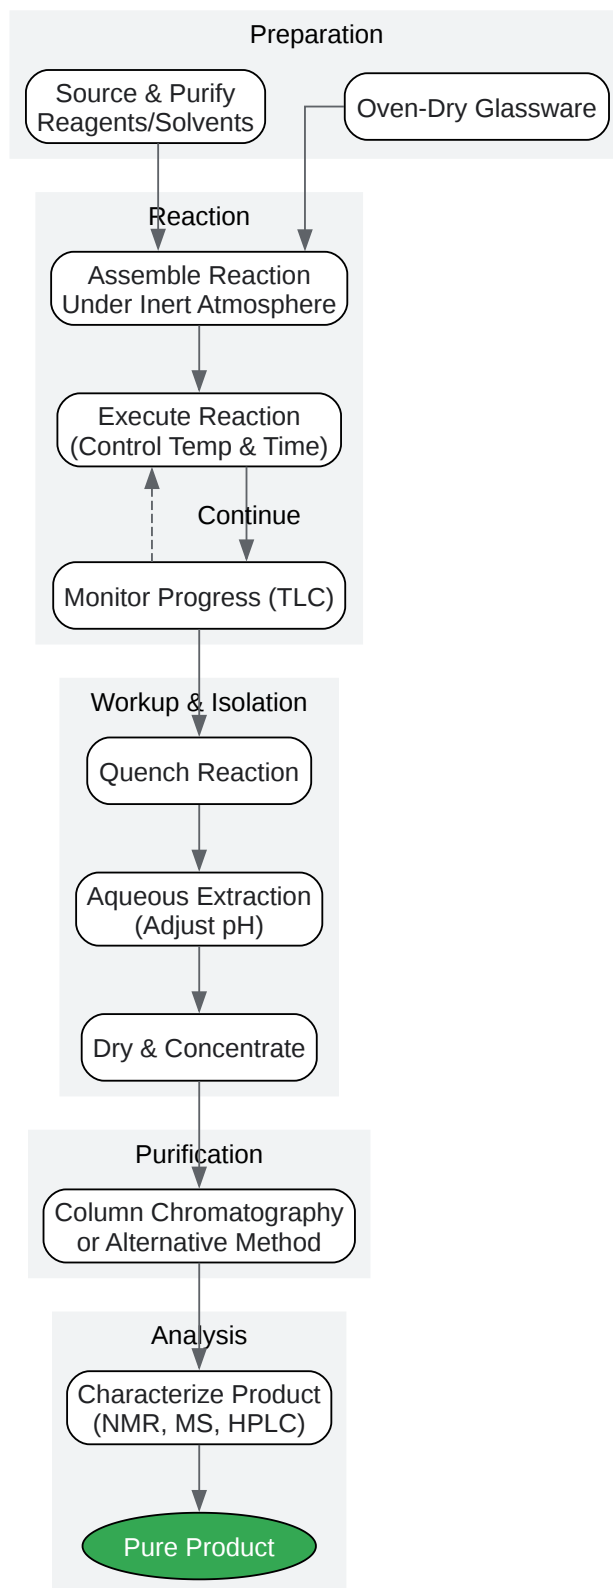 Preparation
Source & Purify
Reagents/Solvents
Oven-Dry Glassware
Reaction
Assemble Reaction
Under Inert Atmosphere
Execute Reaction
(Control Temp & Time)
Continue
Monitor Progress (TLC)
Workup & Isolation
Quench Reaction
Aqueous Extraction
(Adjust pH)
Dry & Concentrate
Purification
Column Chromatography
or Alternative Method
Analysis
Characterize Product
(NMR, MS, HPLC)
Pure Product